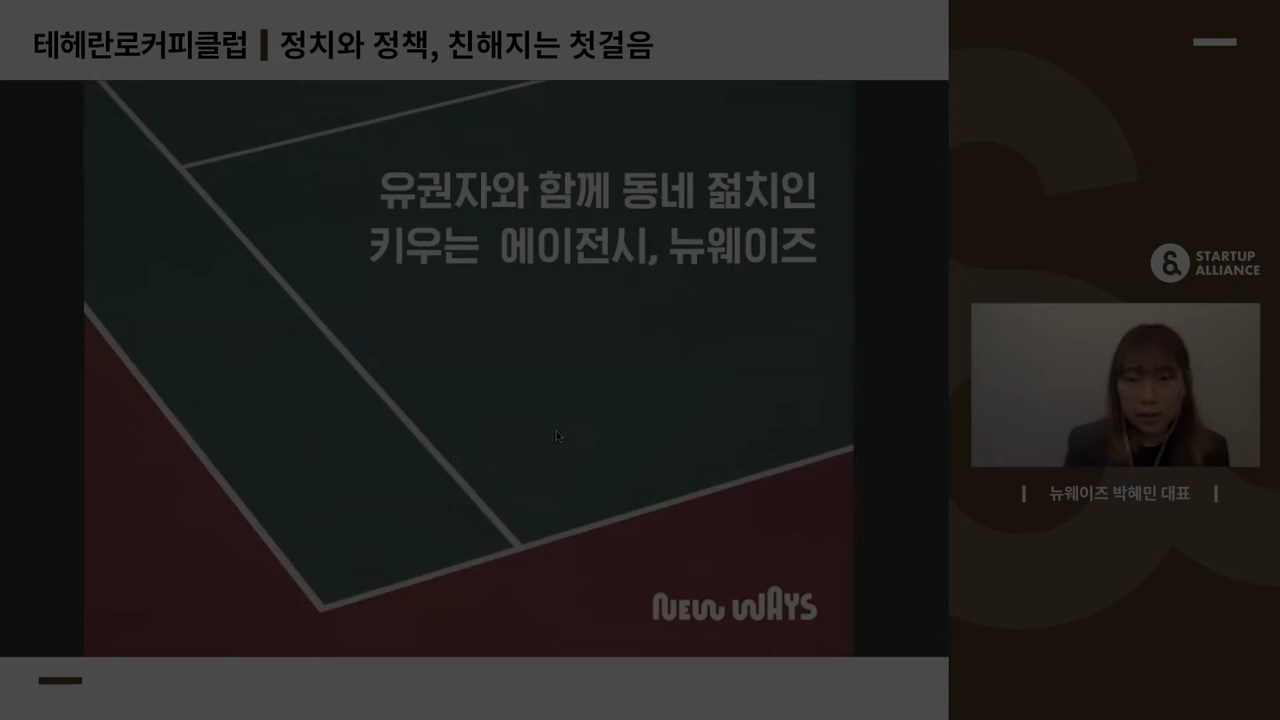 테헤란로커피클럽 | 정치와 정책, 친해지는 첫걸음
유권자와 함께 동네 젊치인
키우는 에이전시, 뉴웨이즈
NEW WAYS
STARTUP
ALLIANCE
뉴웨이즈 박혜민 대표